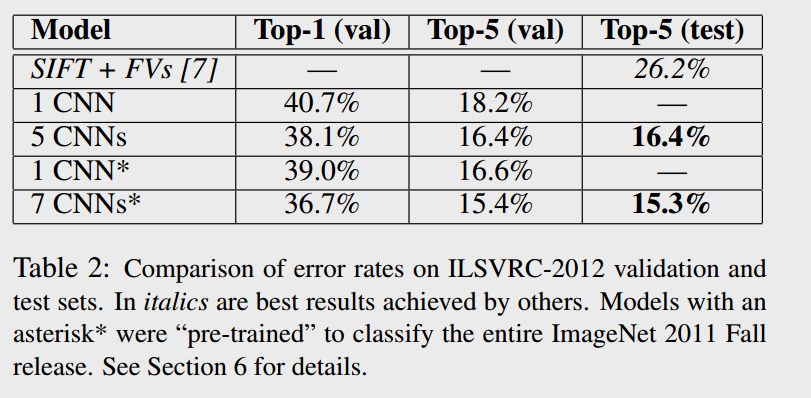 Model Top-1 (val) Top-5 (val) Top-5 (test)
SIFT + FVs [7] — — 26.2%
1 CNN 40.7% 18.2% —
5 CNNs 38.1% 16.4% 16.4%
1 CNN* 39.0% 16.6% —
7 CNNs* 36.7% 15.4% 15.3%
Table 2: Comparison of error rates on ILSVRC-2012 validation and
test sets. In italics are best results achieved by others. Models with an
asterisk* were “pre-trained” to classify the entire ImageNet 2011 Fall
release. See Section 6 for details.